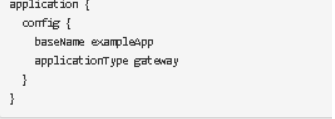 application {
  config {
    baseName exampleApp
    applicationType gateway
  }
}